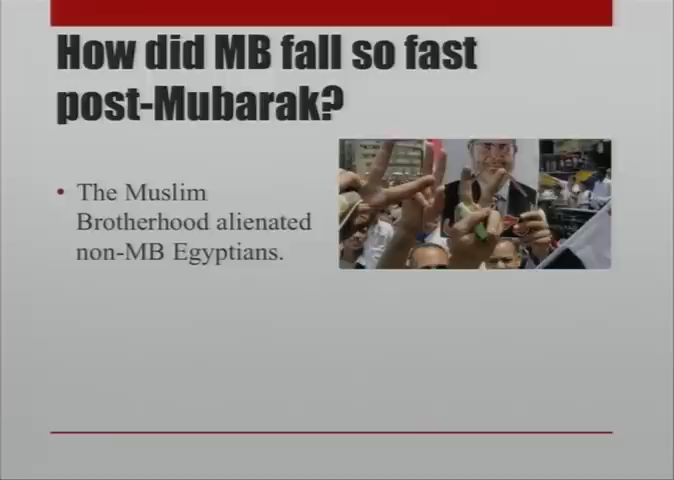 How did MB fall so fast
post-Mubarak?
• The Muslim
Brotherhood alienated
non-MB Egyptians.